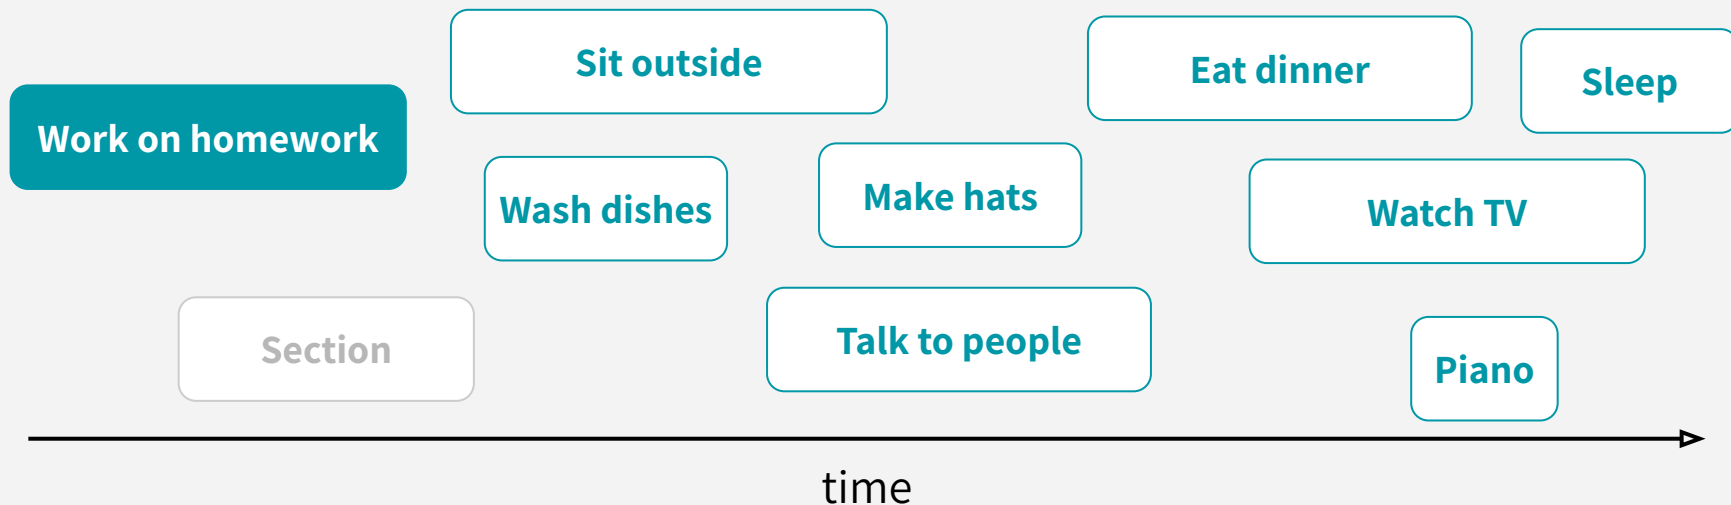 Sit outside
Eat dinner
Sleep
Work on homework
Wash dishes
Make hats
Watch TV
Section
Talk to people
Piano
time